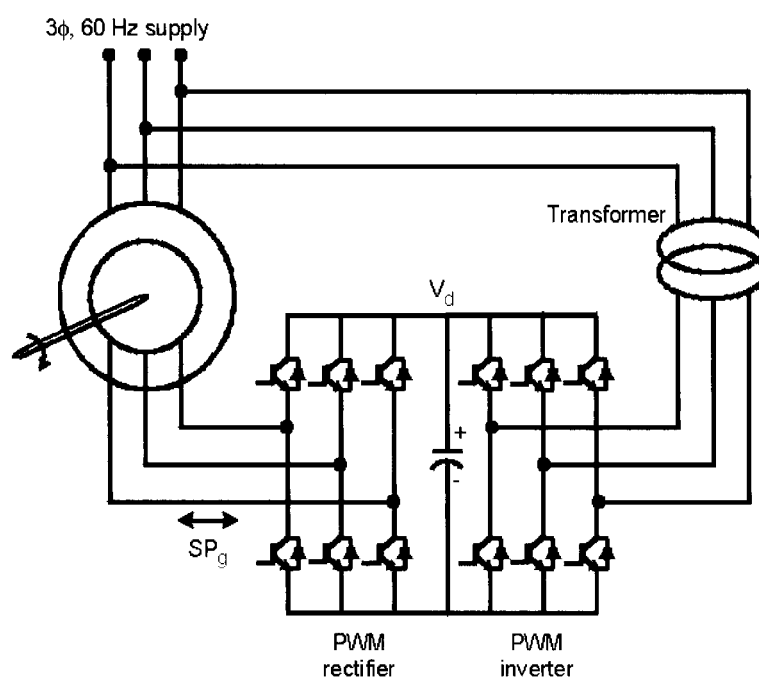 3ϕ, 60 Hz supply
Transformer
V_d
+
-
SP_g
PWM
rectifier
PWM
inverter